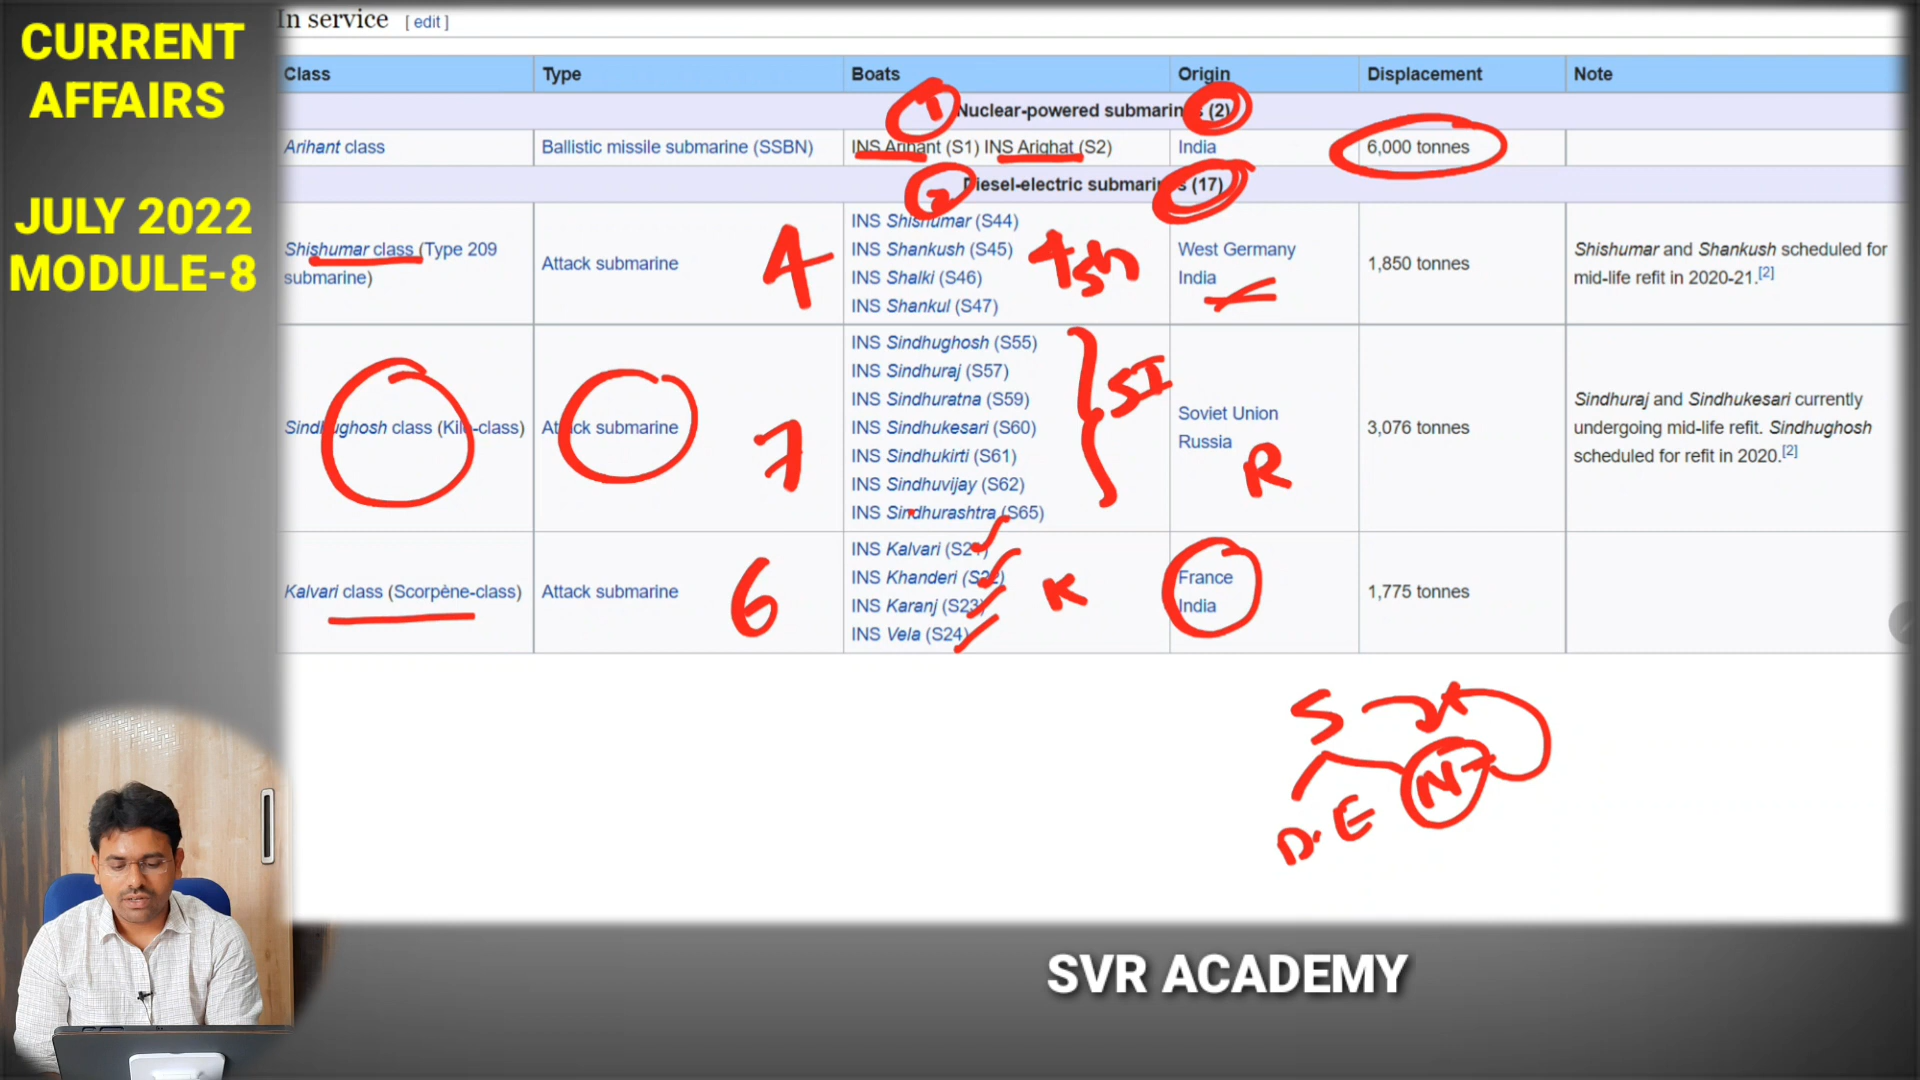 CURRENT
AFFAIRS
JULY 2022
MODULE-8
In service [ edit ]
Class Type Boats Origin Displacement Note
1 Nuclear-powered submarines (2)
Arihant class Ballistic missile submarine (SSBN) INS Arihant (S1) INS Arighat (S2) India 6,000 tonnes
2 Diesel-electric submarines (17)
Shishumar class (Type 209
submarine)
Attack submarine
4
INS Shishumar (S44)
INS Shankush (S45)
INS Shalki (S46)
INS Shankul (S47)
4 Sh
West Germany
India
1,850 tonnes
Shishumar and Shankush scheduled for
mid-life refit in 2020-21.[2]
Sindhughosh class (Kilo-class)
Attack submarine
7
INS Sindhughosh (S55)
INS Sindhuraj (S57)
INS Sindhuratna (S59)
INS Sindhukesari (S60)
INS Sindhukirti (S61)
INS Sindhuvijay (S62)
INS Sindhurashtra (S65)
SI
Soviet Union
Russia
R
3,076 tonnes
Sindhuraj and Sindhukesari currently
undergoing mid-life refit. Sindhughosh
scheduled for refit in 2020.[2]
Kalvari class (Scorpène-class)
Attack submarine
6
INS Kalvari (S21)
INS Khanderi (S22)
INS Karanj (S23)
INS Vela (S24)
K
France
India
1,775 tonnes
S
N
D.E
SVR ACADEMY